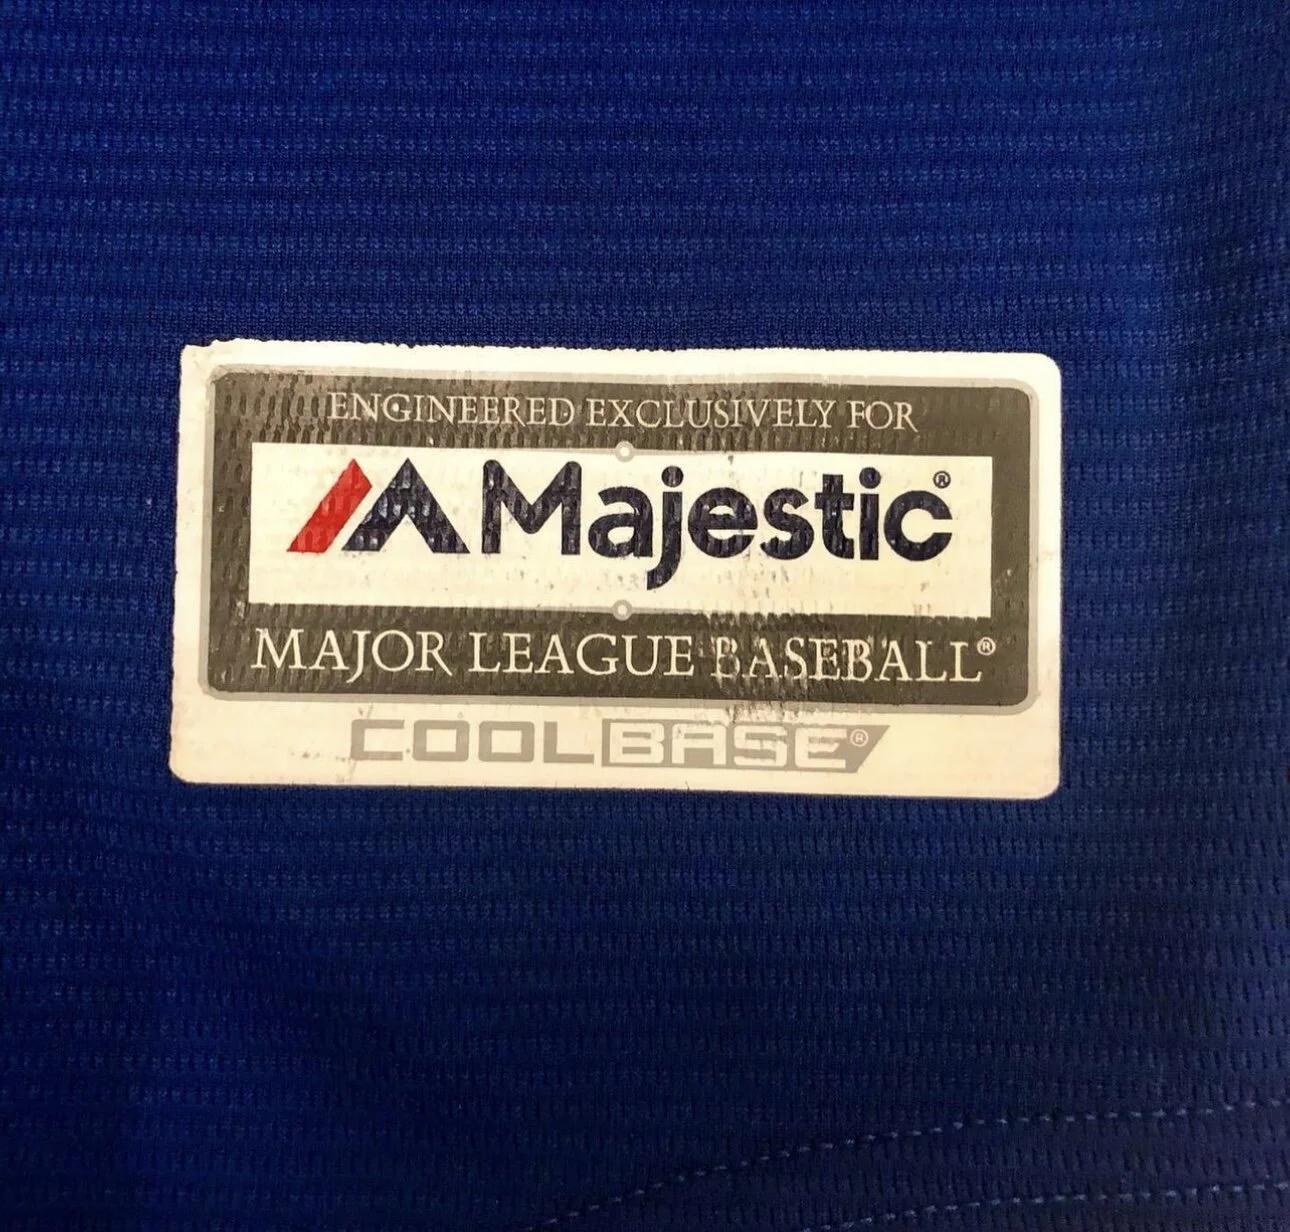 ENGINEERED EXCLUSIVELY FOR
Majestic®
MAJOR LEAGUE BASEBALL®
COOLBASE®